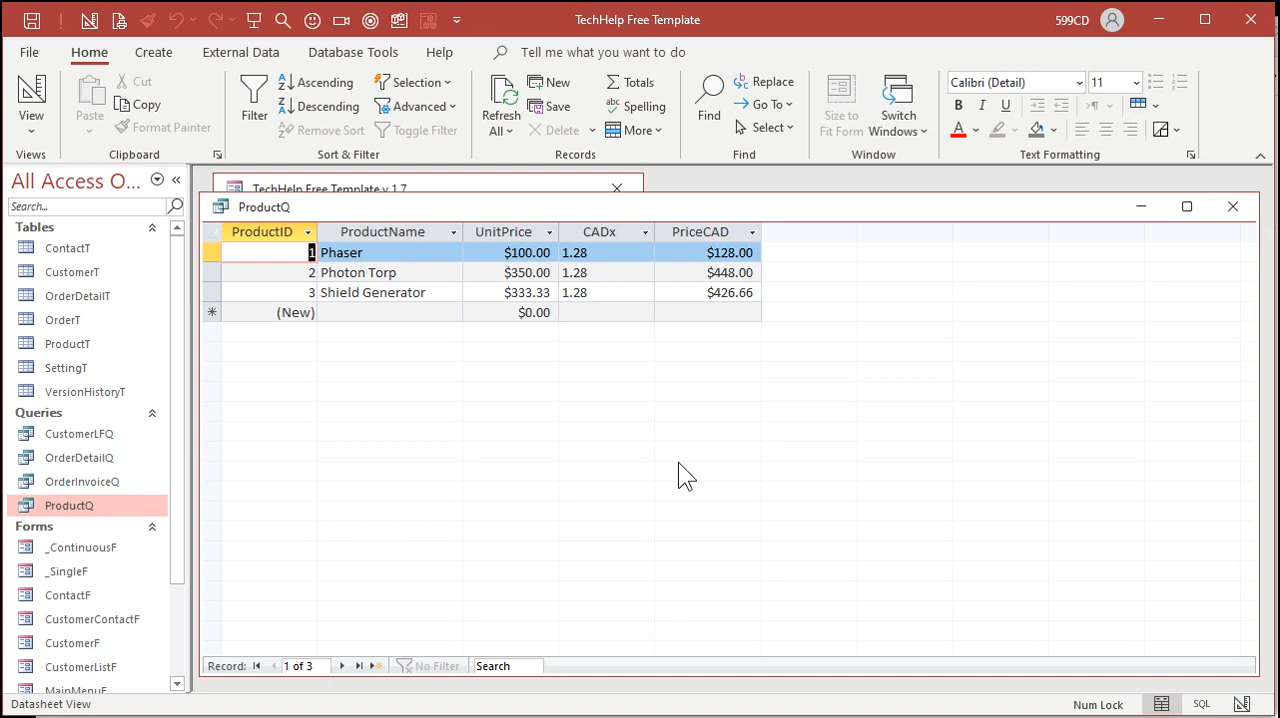 TechHelp Free Template
599CD
File Home Create External Data Database Tools Help Tell me what you want to do
View
Views
Paste
Cut
Copy
Format Painter
Clipboard
Filter
Ascending
Descending
Remove Sort
Selection
Advanced
Toggle Filter
Sort & Filter
Refresh
All
New
Save
Delete
Totals
Spelling
More
Records
Find
Replace
Go To
Select
Find
Size to
Fit Form
Switch
Windows
Window
Calibri (Detail) 11
B I U
A
Text Formatting
All Access O...
Search...
Tables
ContactT
CustomerT
OrderDetailT
OrderT
ProductT
SettingT
VersionHistoryT
Queries
CustomerLFQ
OrderDetailQ
OrderInvoiceQ
ProductQ
Forms
_ContinuousF
_SingleF
ContactF
CustomerContactF
CustomerF
CustomerListF
MainMenuF
TechHelp Free Template v 1.7
ProductQ
ProductID ProductName UnitPrice CADx PriceCAD
1 Phaser $100.00 1.28 $128.00
2 Photon Torp $350.00 1.28 $448.00
3 Shield Generator $333.33 1.28 $426.66
(New) $0.00
Record: 1 of 3 No Filter Search
Datasheet View
Num Lock
SQL